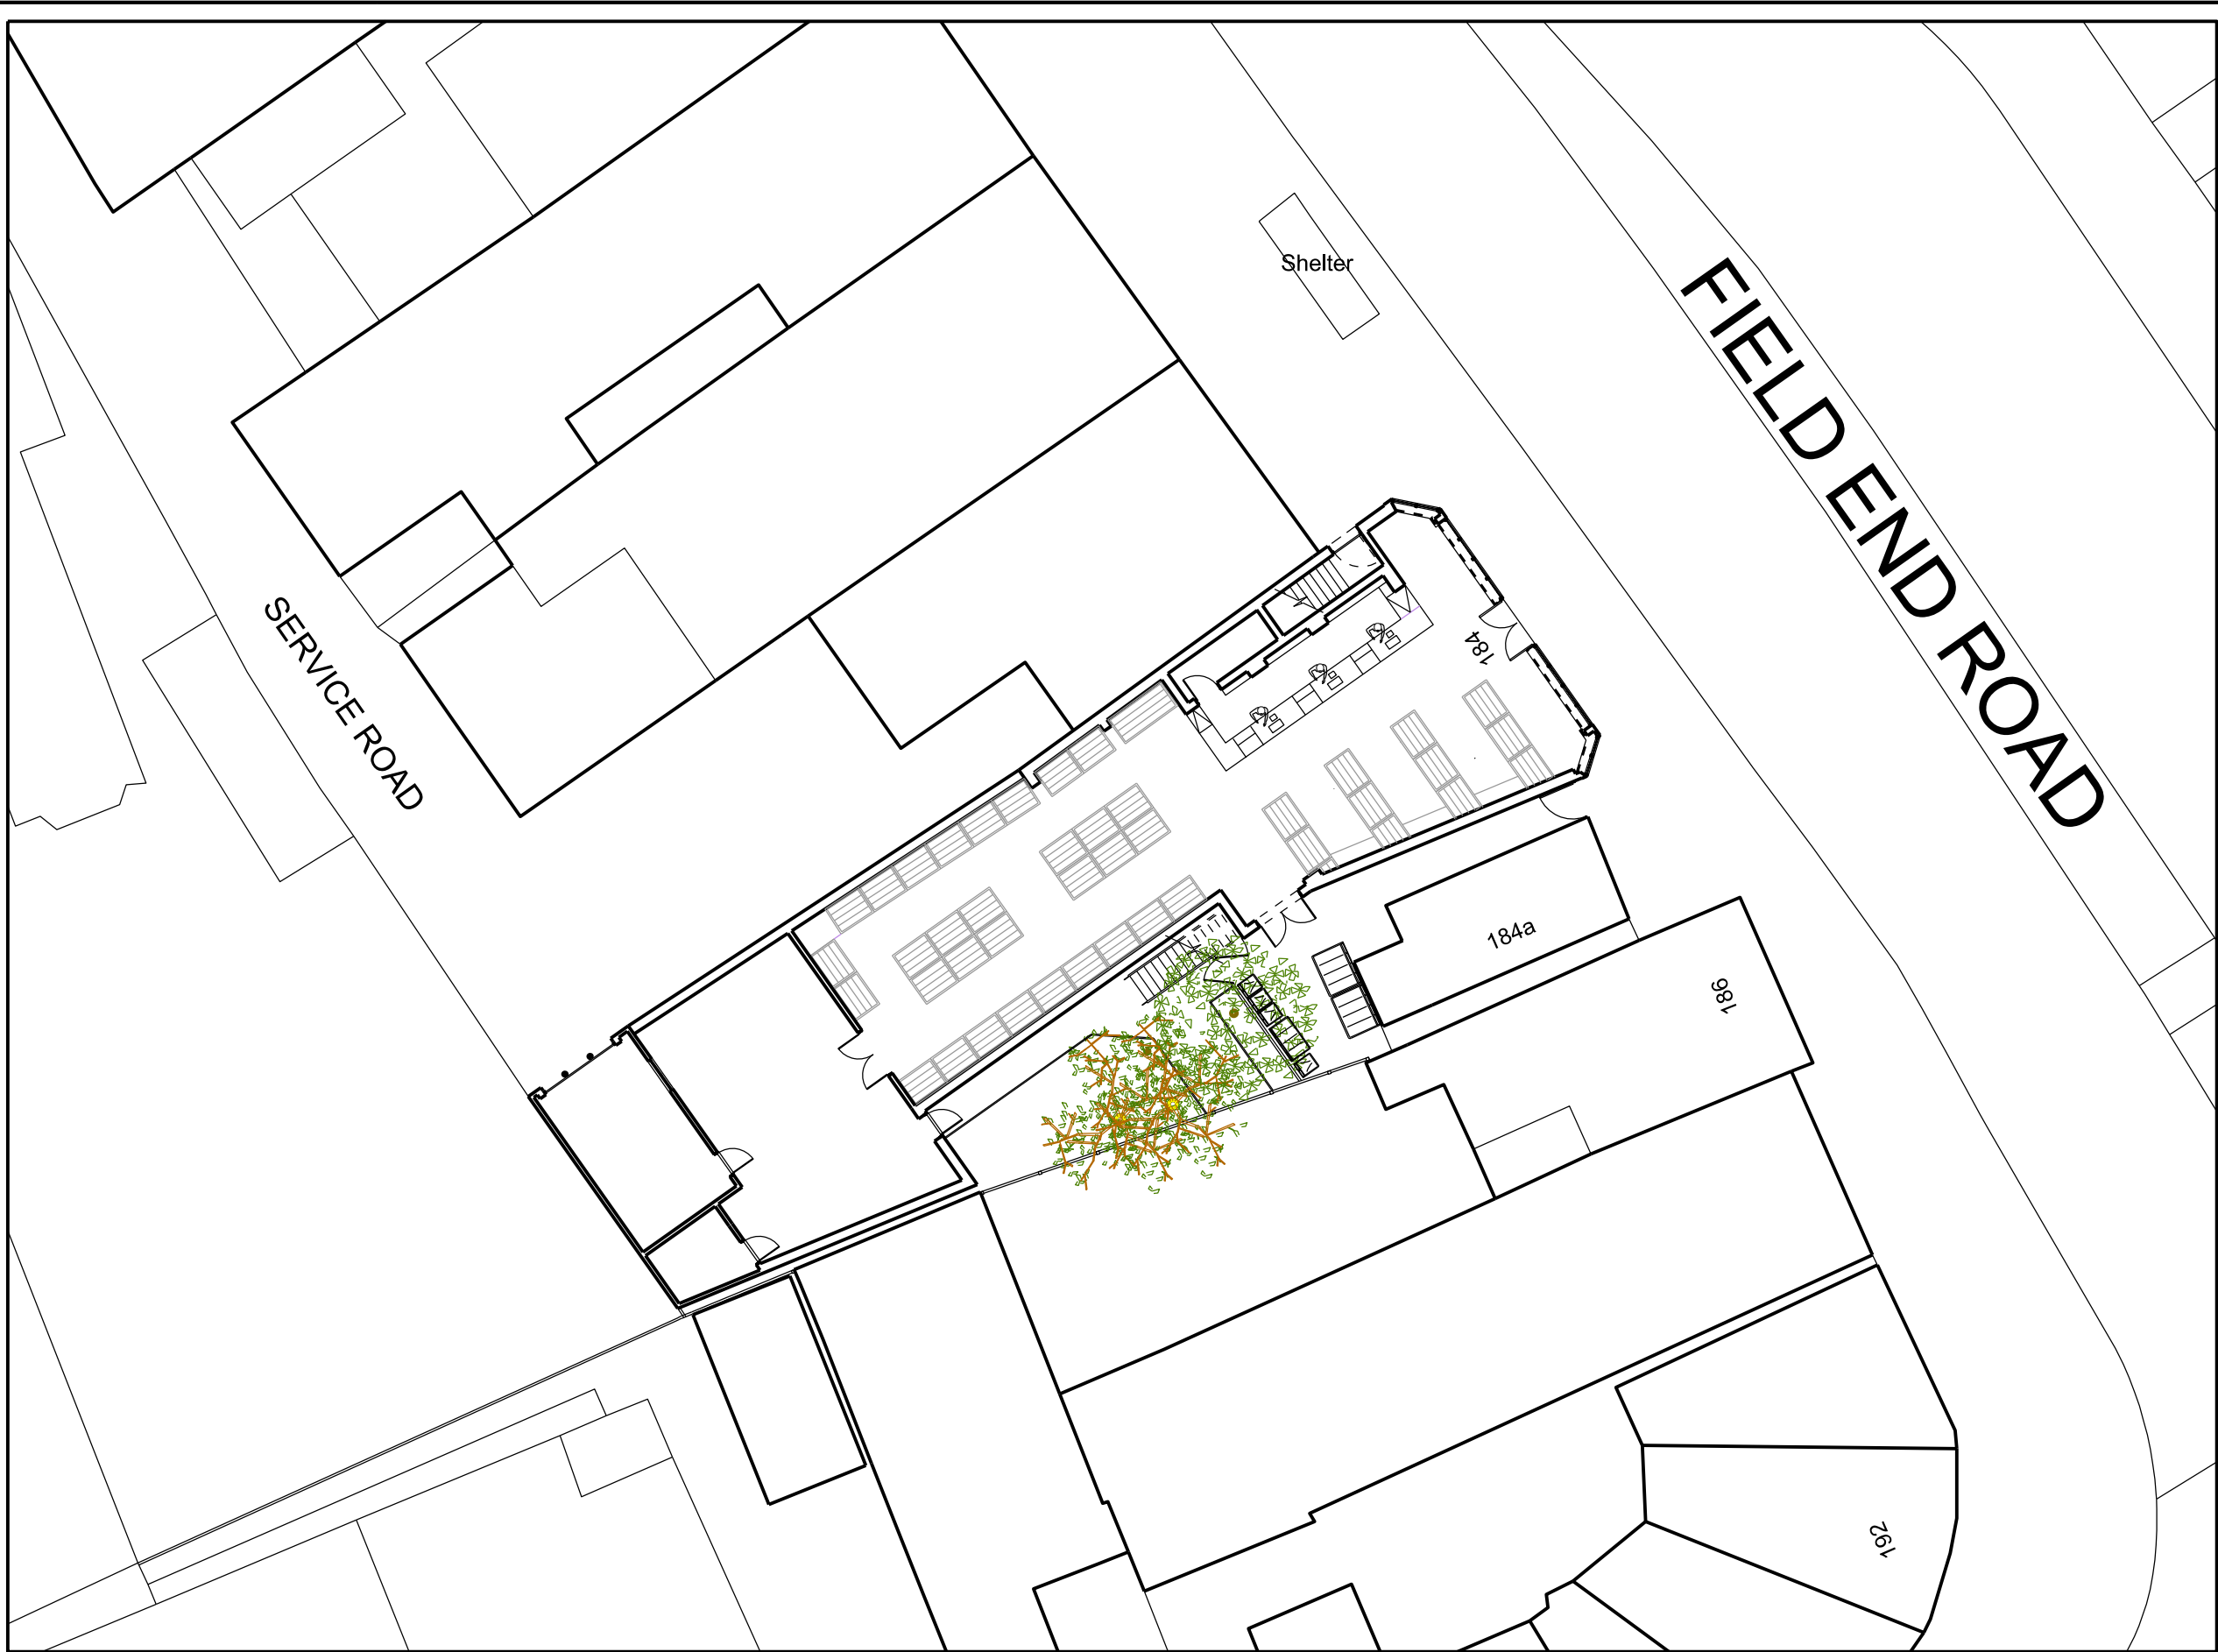 Shelter
FIELD END ROAD
SERVICE ROAD
184
184a
186
192